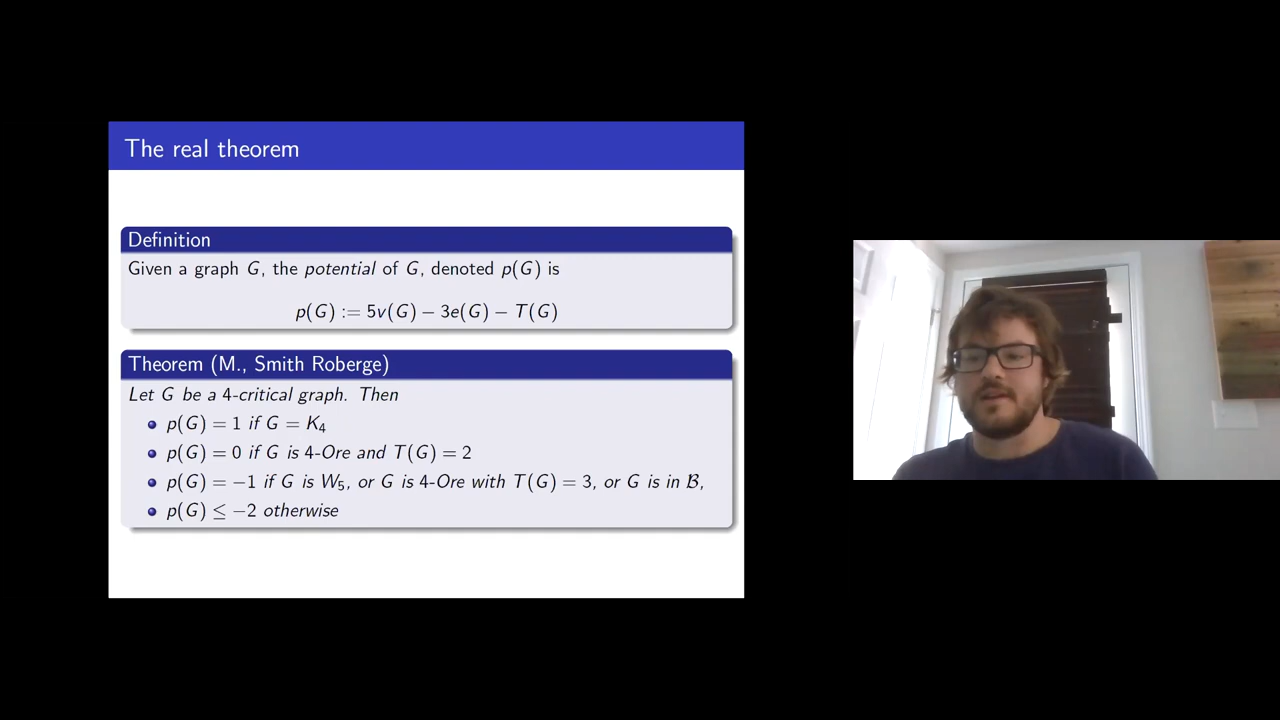 The real theorem
Definition
Given a graph G, the potential of G, denoted p(G) is
p(G) := 5v(G) − 3e(G) − T(G)
Theorem (M., Smith Roberge)
Let G be a 4-critical graph. Then
p(G) = 1 if G = K₄
p(G) = 0 if G is 4-Ore and T(G) = 2
p(G) = −1 if G is W₅, or G is 4-Ore with T(G) = 3, or G is in ℬ,
p(G) ≤ −2 otherwise